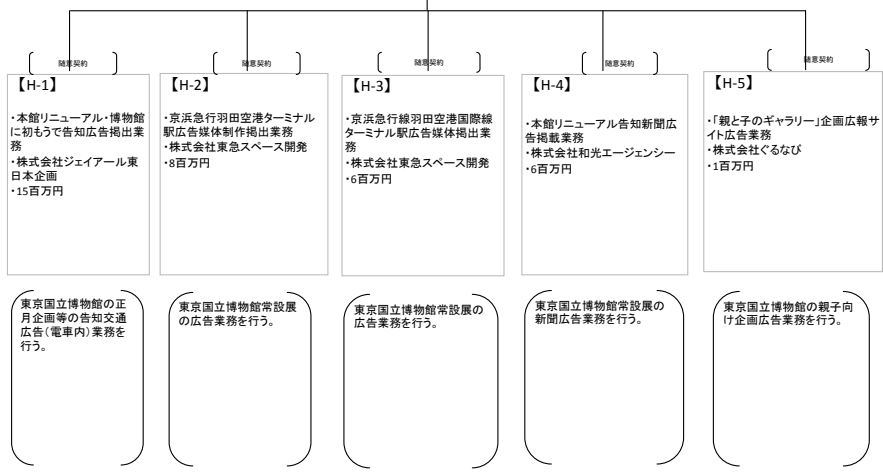 随意契約
随意契約
随意契約
随意契約
随意契約
【H-1】
・本館リニューアル・博物館
に初もうで告知広告掲出業
務
・株式会社ジェイアール東
日本企画
・15百万円
【H-2】
・京浜急行羽田空港ターミナル
駅広告媒体制作掲出業務
・株式会社東急スペース開発
・8百万円
【H-3】
・京浜急行線羽田空港国際線
ターミナル駅広告媒体掲出業
務
・株式会社東急スペース開発
・6百万円
【H-4】
・本館リニューアル告知新聞広
告掲載業務
・株式会社和光エージェンシー
・6百万円
【H-5】
・「親と子のギャラリー」企画広報サ
イト広告業務
・株式会社ぐるなび
・1百万円
東京国立博物館の正
月企画等の告知交通
広告（電車内）業務を
行う。
東京国立博物館常設展
の広告業務を行う。
東京国立博物館常設展の
広告業務を行う。
東京国立博物館常設展の
新聞広告業務を行う。
東京国立博物館の親子向
け企画広告業務を行う。